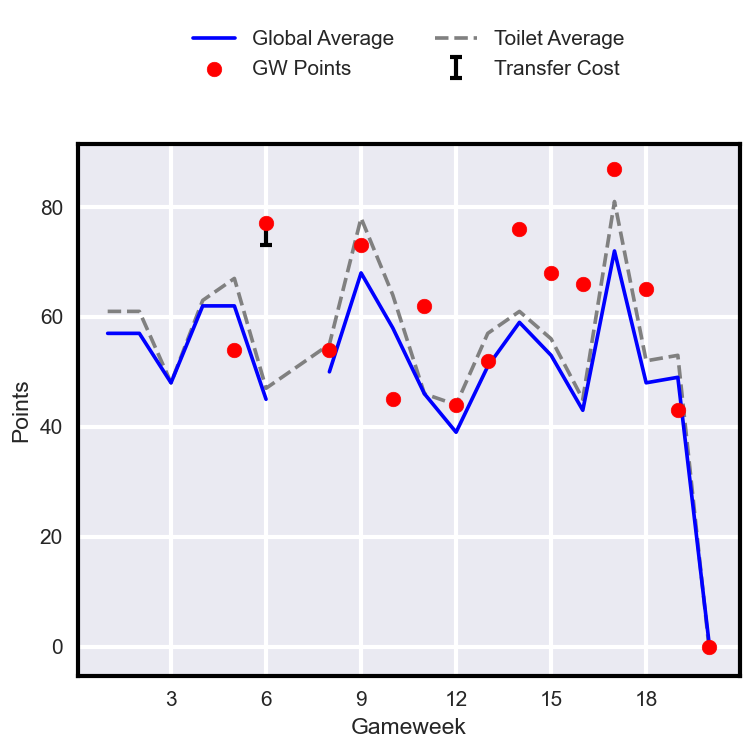 Global Average
Toilet Average
GW Points
Transfer Cost
80
60
40
20
0
Points
3 6 9 12 15 18
Gameweek